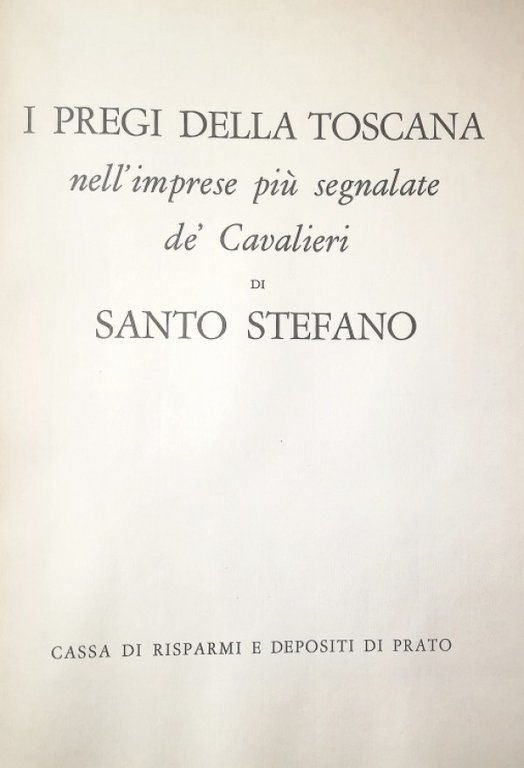 I PREGI DELLA TOSCANA
nell'imprese più segnalate
de' Cavalieri
DI
SANTO STEFANO
CASSA DI RISPARMI E DEPOSITI DI PRATO